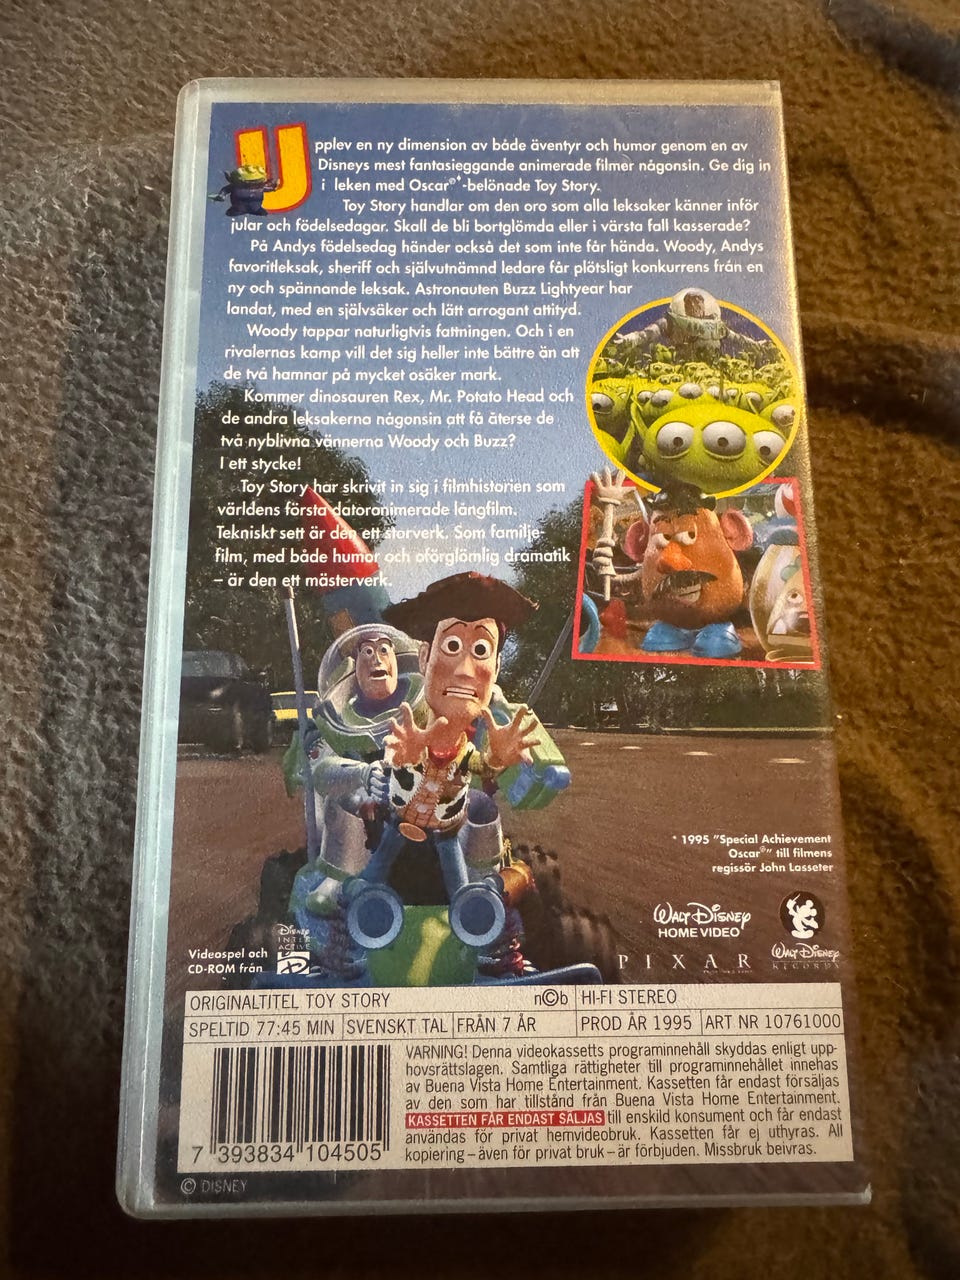 Upplev en ny dimension av både äventyr och humor genom en av
Disneys mest fantasieggande animerade filmer någonsin. Ge dig in
i leken med Oscar®*-belönade Toy Story.
Toy Story handlar om den oro som alla leksaker känner inför
jular och födelsedagar. Skall de bli bortglömda eller i värsta fall kasserade?
På Andys födelsedag händer också det som inte får hända. Woody, Andys
favoritleksak, sheriff och självutnämnd ledare får plötsligt konkurrens från en
ny och spännande leksak. Astronauten Buzz Lightyear har
landat, med en självsäker och lätt arrogant attityd.
Woody tappar naturligtvis fattningen. Och i en
rivalernas kamp vill det sig heller inte bättre än att
de två hamnar på mycket osäker mark.
Kommer dinosauren Rex, Mr. Potato Head och
de andra leksakerna någonsin att få återse de
två nyblivna vännerna Woody och Buzz?
I ett stycke!
Toy Story har skrivit in sig i filmhistorien som
världens första datoranimerade långfilm.
Tekniskt sett är den ett storverk. Som familje-
film, med både humor och oförglömlig dramatik
– är den ett mästerverk.
* 1995 "Special Achievement
Oscar®" till filmens
regissör John Lasseter
WALT DISNEY
HOME VIDEO
PIXAR
WALT DISNEY
RECORDS
Videospel och
CD-ROM från
DISNEY
INTER
ACTIVE
ORIGINALTITEL TOY STORY
n©b
HI-FI STEREO
SPELTID 77:45 MIN
SVENSKT TAL
FRÅN 7 ÅR
PROD ÅR 1995
ART NR 10761000
VARNING! Denna videokassetts programinnehåll skyddas enligt upp-
hovsrättslagen. Samtliga rättigheter till programinnehållet innehas
av Buena Vista Home Entertainment. Kassetten får endast försäljas
av den som har tillstånd från Buena Vista Home Entertainment.
KASSETTEN FÅR ENDAST SÄLJAS till enskild konsument och får endast
användas för privat hemvideobruk. Kassetten får ej uthyras. All
kopiering – även för privat bruk – är förbjuden. Missbruk beivras.
7 393834 104505
© DISNEY